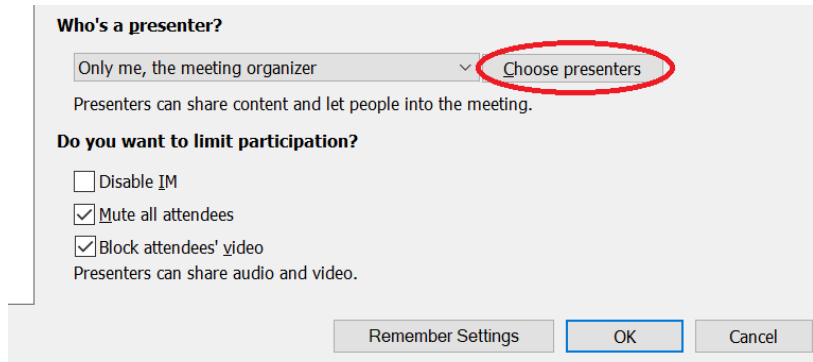 Who's a presenter?
Only me, the meeting organizer
Choose presenters
Presenters can share content and let people into the meeting.
Do you want to limit participation?
Disable IM
Mute all attendees
Block attendees' video
Presenters can share audio and video.
Remember Settings
OK
Cancel